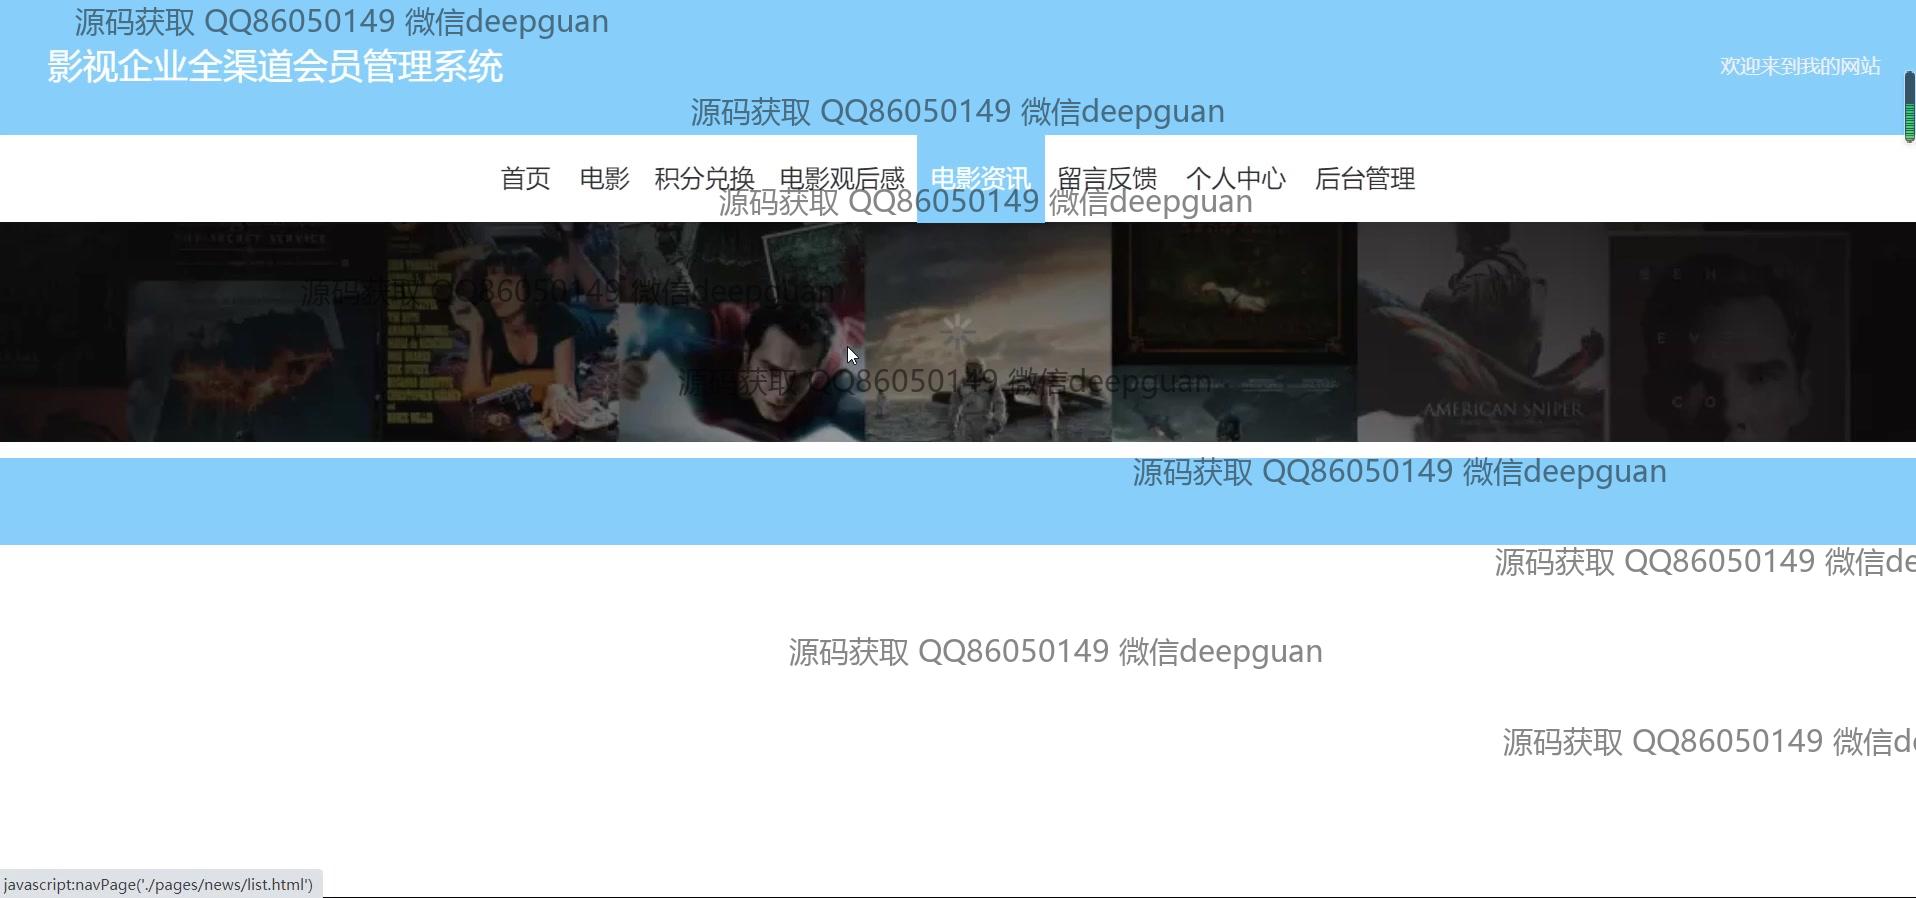 源码获取 QQ86050149 微信deepguan
影视企业全渠道会员管理系统
欢迎来到我的网站
源码获取 QQ86050149 微信deepguan
首页 电影 积分兑换 电影观后感 电影资讯 留言反馈 个人中心 后台管理
源码获取 QQ86050149 微信deepguan
THE SECRET SERVICE
源码获取 QQ86050149 微信deepguan
源码获取 QQ86050149 微信deepguan
AMERICAN SNIPER
源码获取 QQ86050149 微信deepguan
源码获取 QQ86050149 微信de
源码获取 QQ86050149 微信deepguan
源码获取 QQ86050149 微信de
javascript:navPage('./pages/news/list.html')